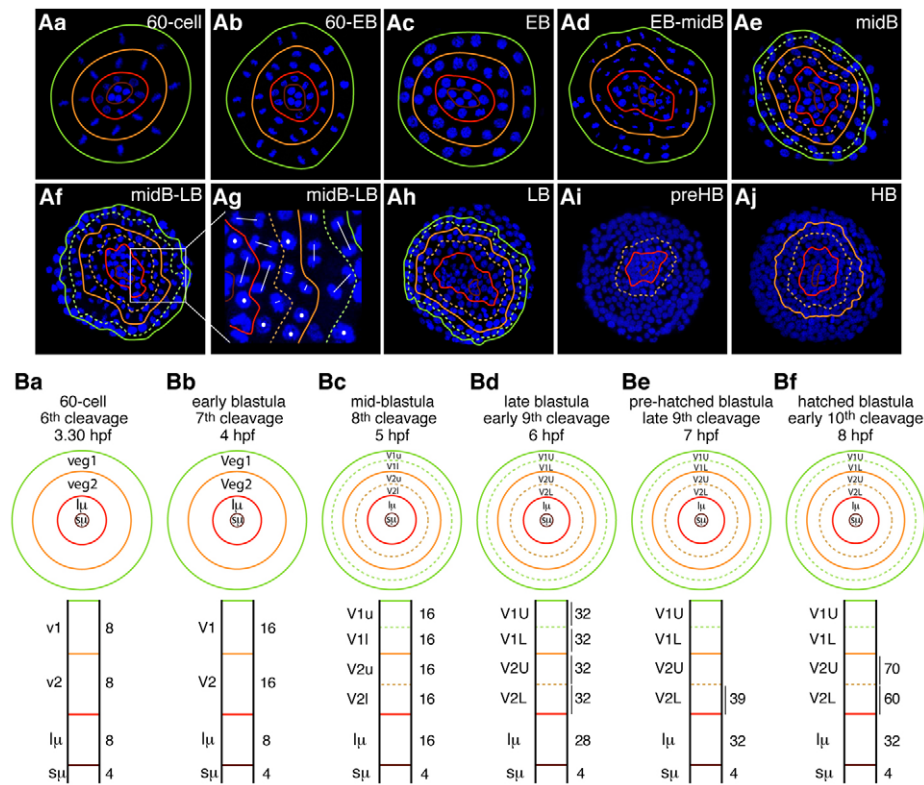 Aa 60-cell Ab 60-EB Ac EB Ad EB-midB Ae midB
Af midB-LB Ag midB-LB Ah LB Ai preHB Aj HB
Ba Bb Bc Bd Be Bf
60-cell
6th cleavage
3.30 hpf
early blastula
7th cleavage
4 hpf
mid-blastula
8th cleavage
5 hpf
late blastula
early 9th cleavage
6 hpf
pre-hatched blastula
late 9th cleavage
7 hpf
hatched blastula
early 10th cleavage
8 hpf
veg1
veg2
lµ
sµ
Veg1
Veg2
lµ
sµ
V1u
V1l
V2u
V2l
lµ
sµ
V1U
V1L
V2U
V2L
lµ
sµ
V1U
V1L
V2U
V2L
lµ
sµ
V1U
V1L
V2U
V2L
lµ
sµ
v1 8
v2 8
lµ 8
sµ 4
V1 16
V2 16
lµ 8
sµ 4
V1u 16
V1l 16
V2u 16
V2l 16
lµ 16
sµ 4
V1U 32
V1L 32
V2U 32
V2L 32
lµ 28
sµ 4
V1U
V1L
V2U
V2L 39
lµ 32
sµ 4
V1U
V1L
V2U 70
V2L 60
lµ 32
sµ 4